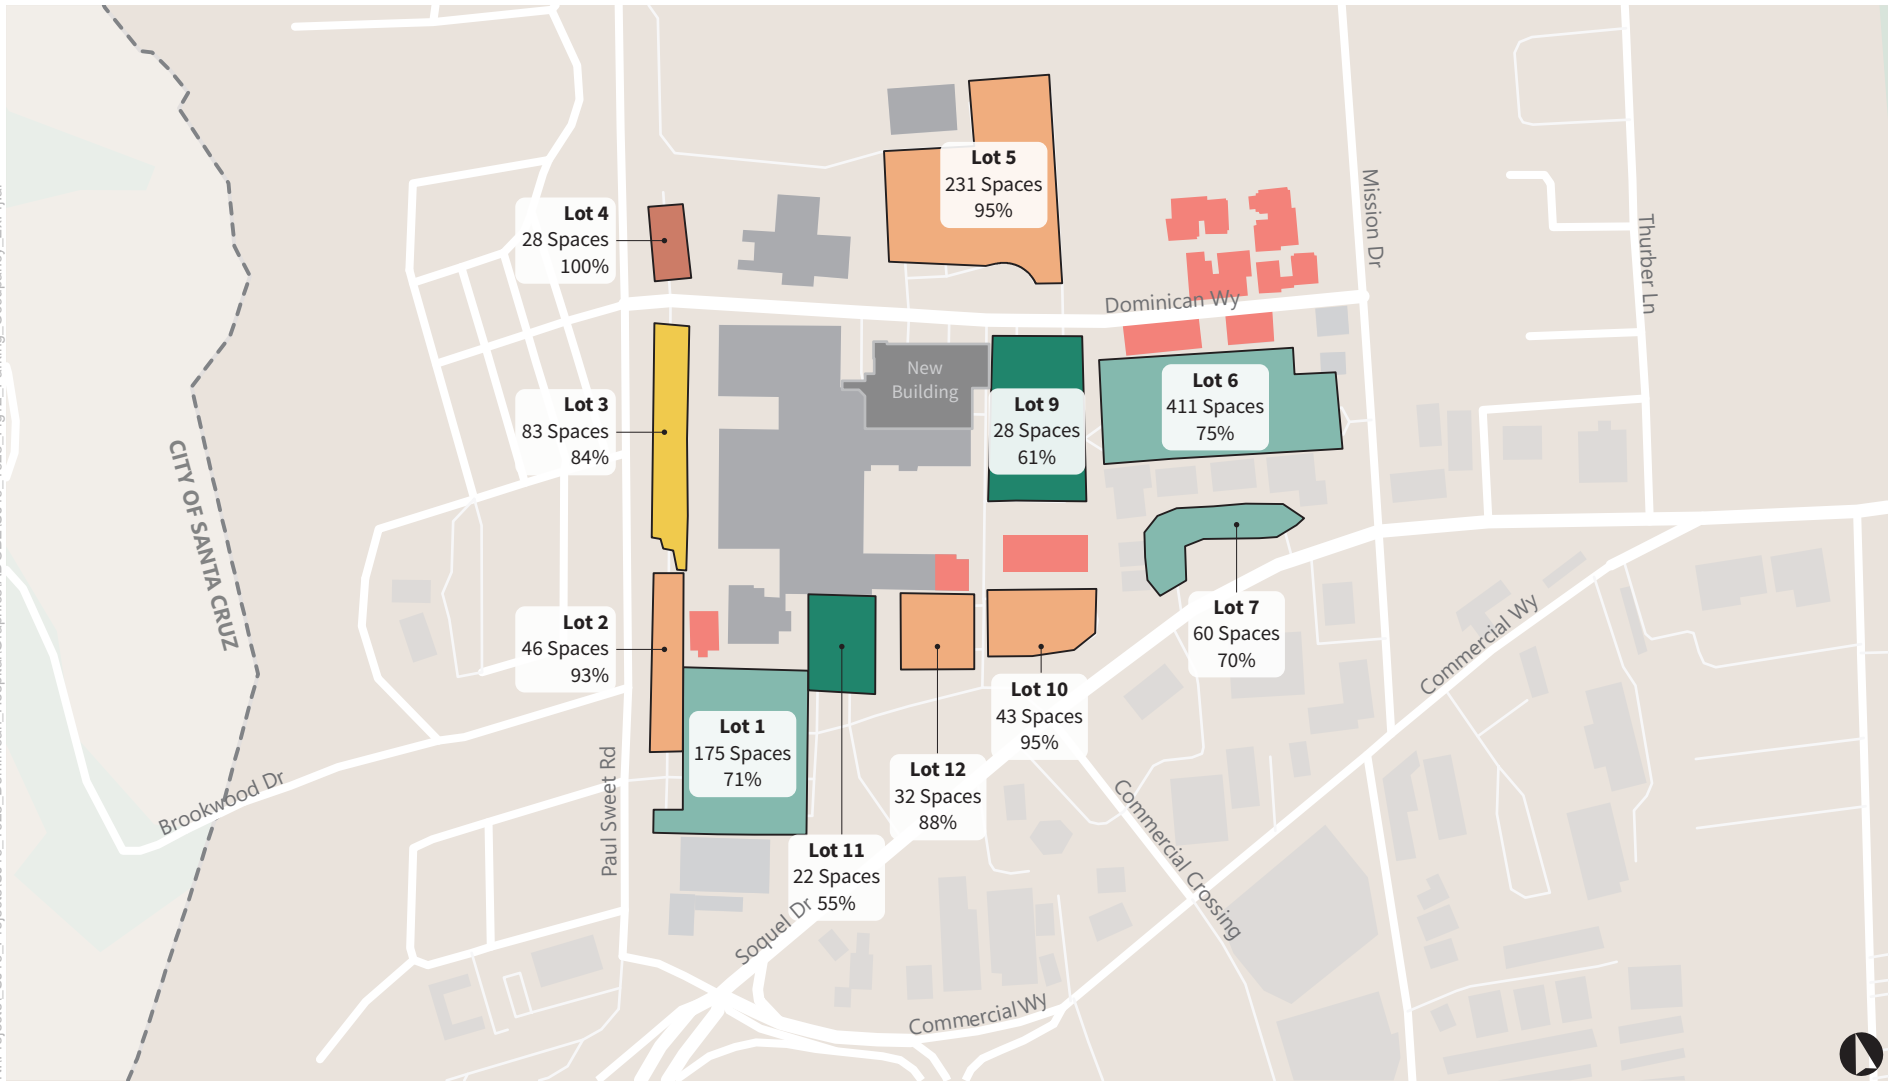 Lot 5
231 Spaces
95%
Lot 4
28 Spaces
100%
Mission Dr
Thurber Ln
Dominican Wy
New
Building
Lot 3
83 Spaces
84%
Lot 9
28 Spaces
61%
Lot 6
411 Spaces
75%
CITY OF SANTA CRUZ
Lot 2
46 Spaces
93%
Lot 7
60 Spaces
70%
Commercial Wy
Lot 10
43 Spaces
95%
Lot 1
175 Spaces
71%
Lot 12
32 Spaces
88%
Brookwood Dr
Paul Sweet Rd
Commercial Crossing
Lot 11
22 Spaces
55%
Soquel Dr
Commercial Wy